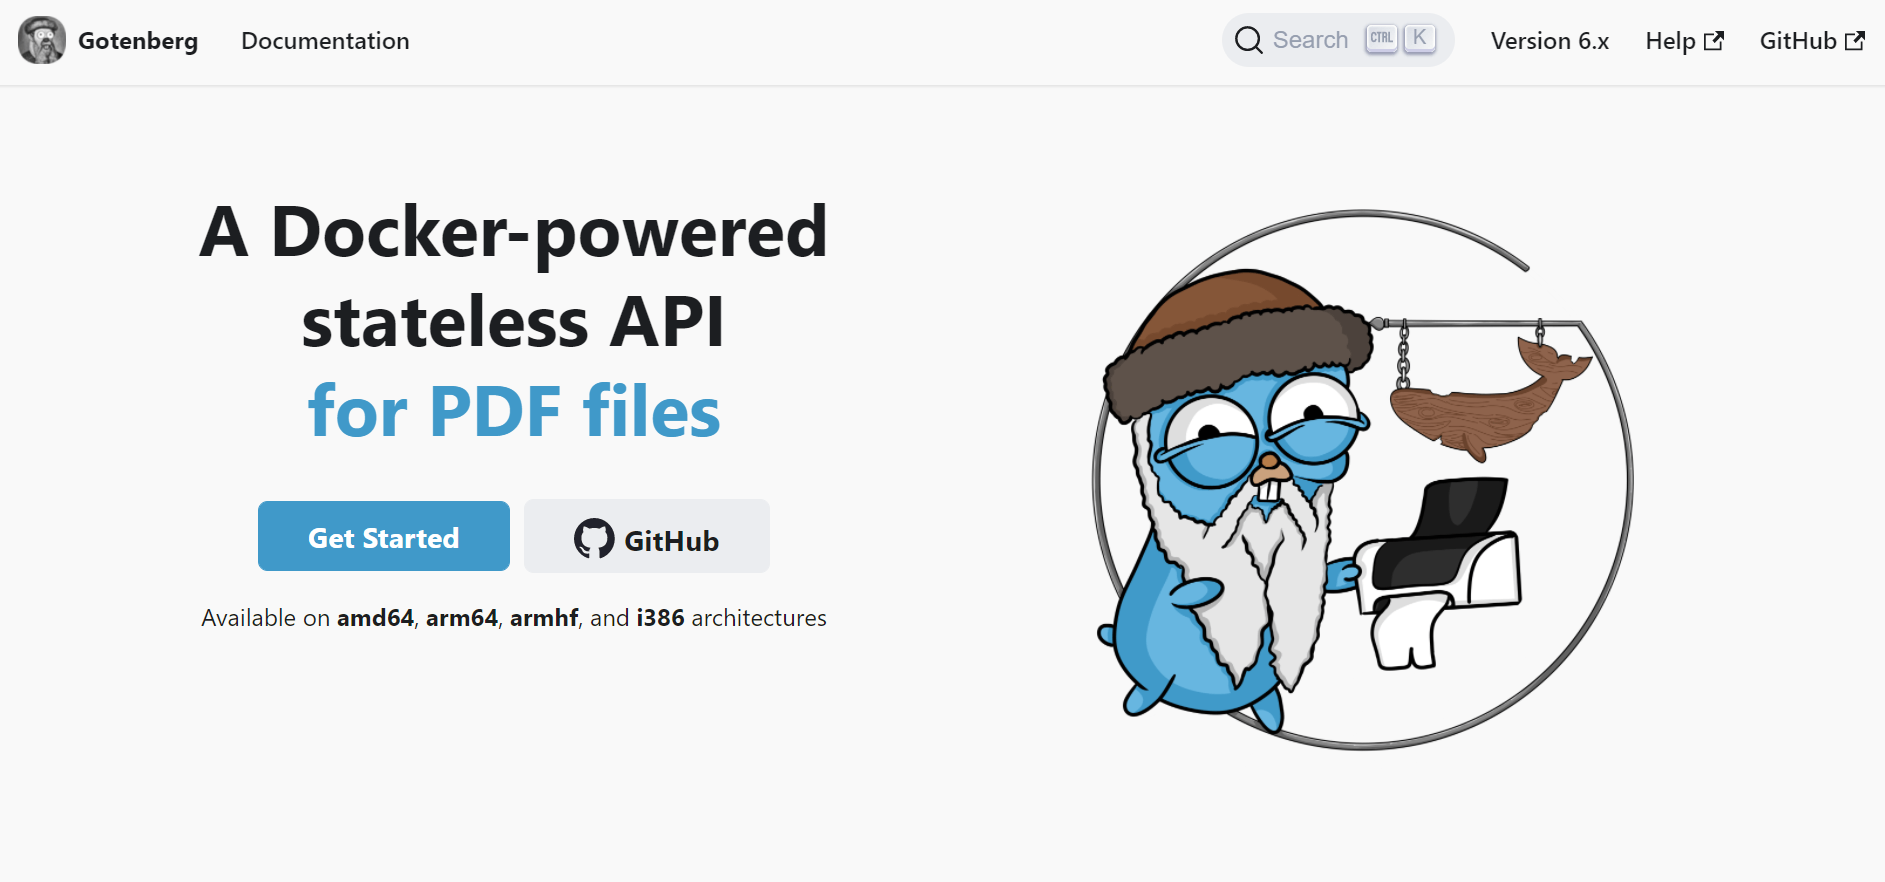 Gotenberg Documentation Search CTRL K Version 6.x Help GitHub
A Docker-powered
stateless API
for PDF files
Get Started GitHub
Available on amd64, arm64, armhf, and i386 architectures